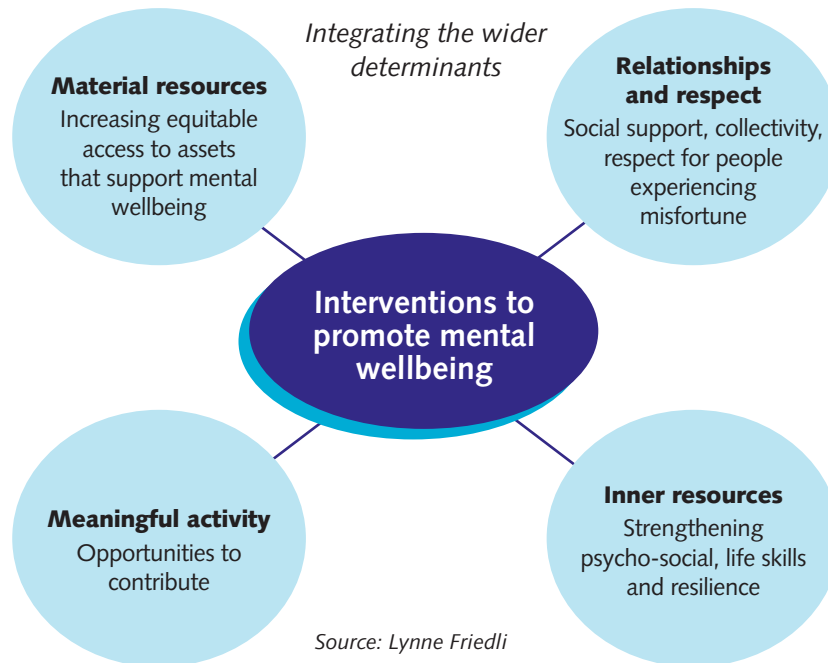 Integrating the wider
determinants
Material resources
Increasing equitable
access to assets
that support mental
wellbeing
Relationships
and respect
Social support, collectivity,
respect for people
experiencing
misfortune
Interventions to
promote mental
wellbeing
Meaningful activity
Opportunities to
contribute
Inner resources
Strengthening
psycho-social, life skills
and resilience
Source: Lynne Friedli